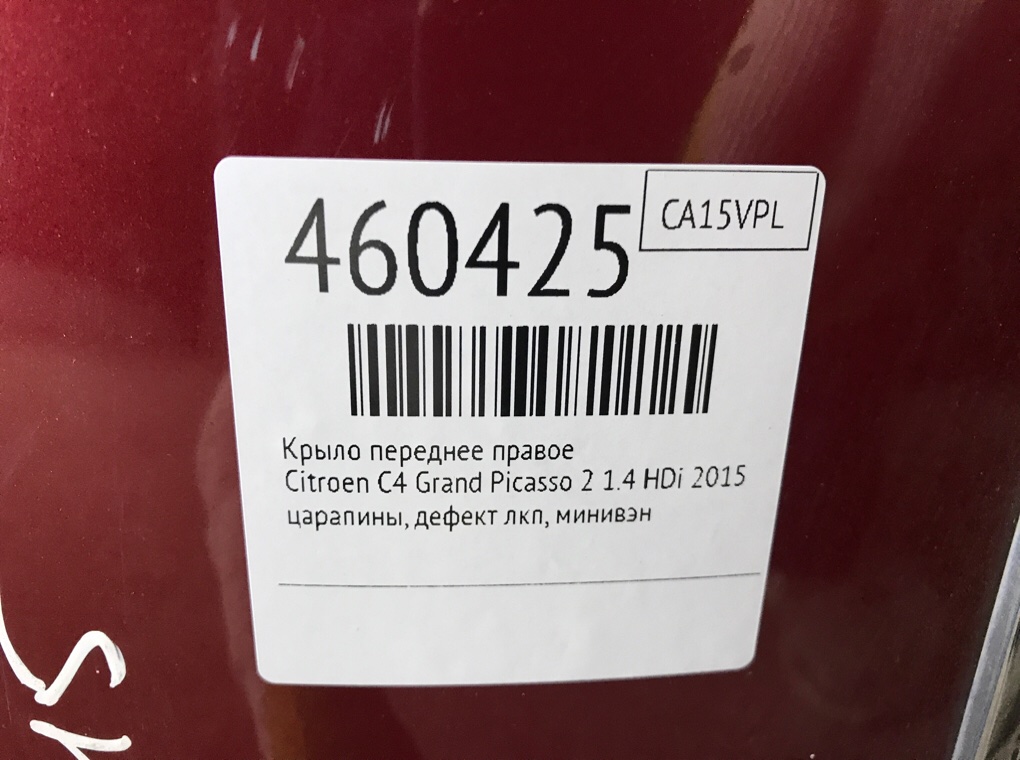 460425
CA15VPL
Крыло переднее правое
Citroen C4 Grand Picasso 2 1.4 HDi 2015
царапины, дефект лкп, минивэн